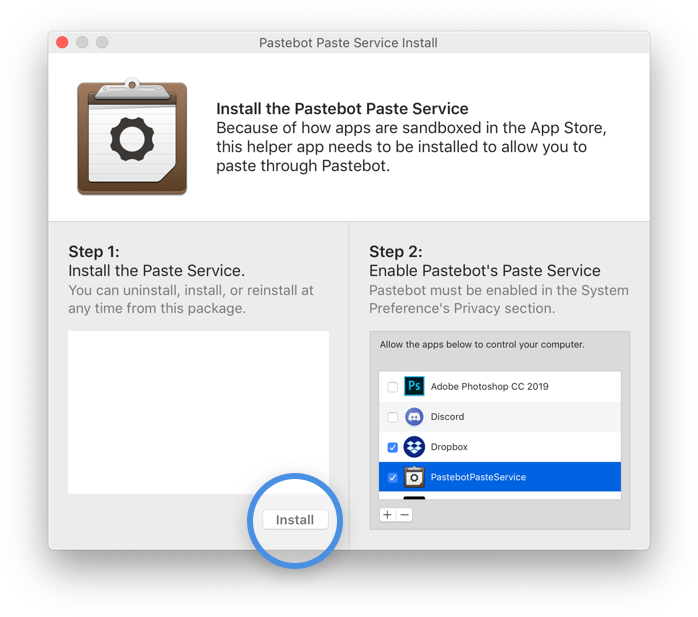 Pastebot Paste Service Install
Install the Pastebot Paste Service
Because of how apps are sandboxed in the App Store,
this helper app needs to be installed to allow you to
paste through Pastebot.
Step 1:
Install the Paste Service.
You can uninstall, install, or reinstall at
any time from this package.
Install
Step 2:
Enable Pastebot's Paste Service
Pastebot must be enabled in the System
Preference's Privacy section.
Allow the apps below to control your computer.
Ps Adobe Photoshop CC 2019
Discord
Dropbox
PastebotPasteService